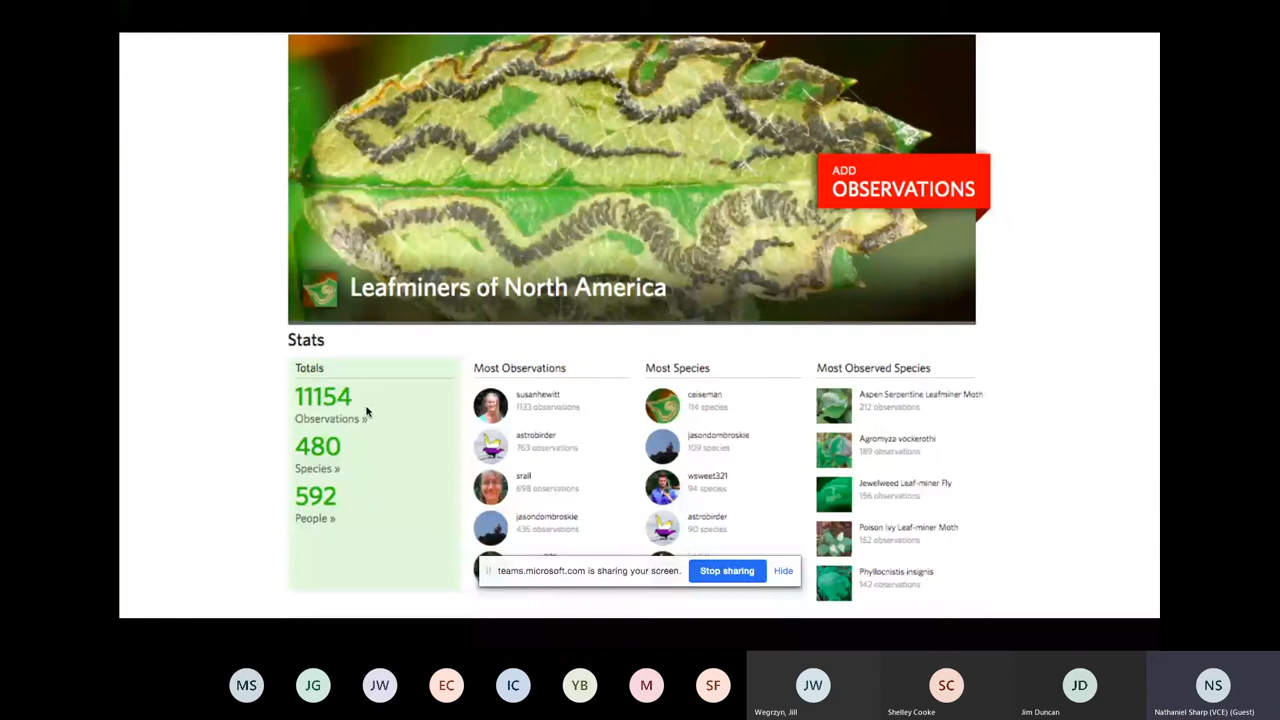 ADD
OBSERVATIONS
Leafminers of North America
Stats
Totals
11154
Observations »
480
Species »
592
People »
Most Observations
susanhewitt
1133 observations
astrobirder
763 observations
srall
698 observations
jasondombroskie
436 observations
Most Species
ceiseman
114 species
jasondombroskie
109 species
wsweet321
94 species
astrobirder
90 species
Most Observed Species
Aspen Serpentine Leafminer Moth
212 observations
Agromyza vockerothi
189 observations
Jewelweed Leaf-miner Fly
156 observations
Poison Ivy Leaf-miner Moth
152 observations
Phyllocnistis insignis
142 observations
teams.microsoft.com is sharing your screen.
Stop sharing
Hide
MS
JG
JW
EC
IC
YB
M
SF
JW
Wegrzyn, Jill
SC
Shelley Cooke
JD
Jim Duncan
NS
Nathaniel Sharp (VCE) (Guest)